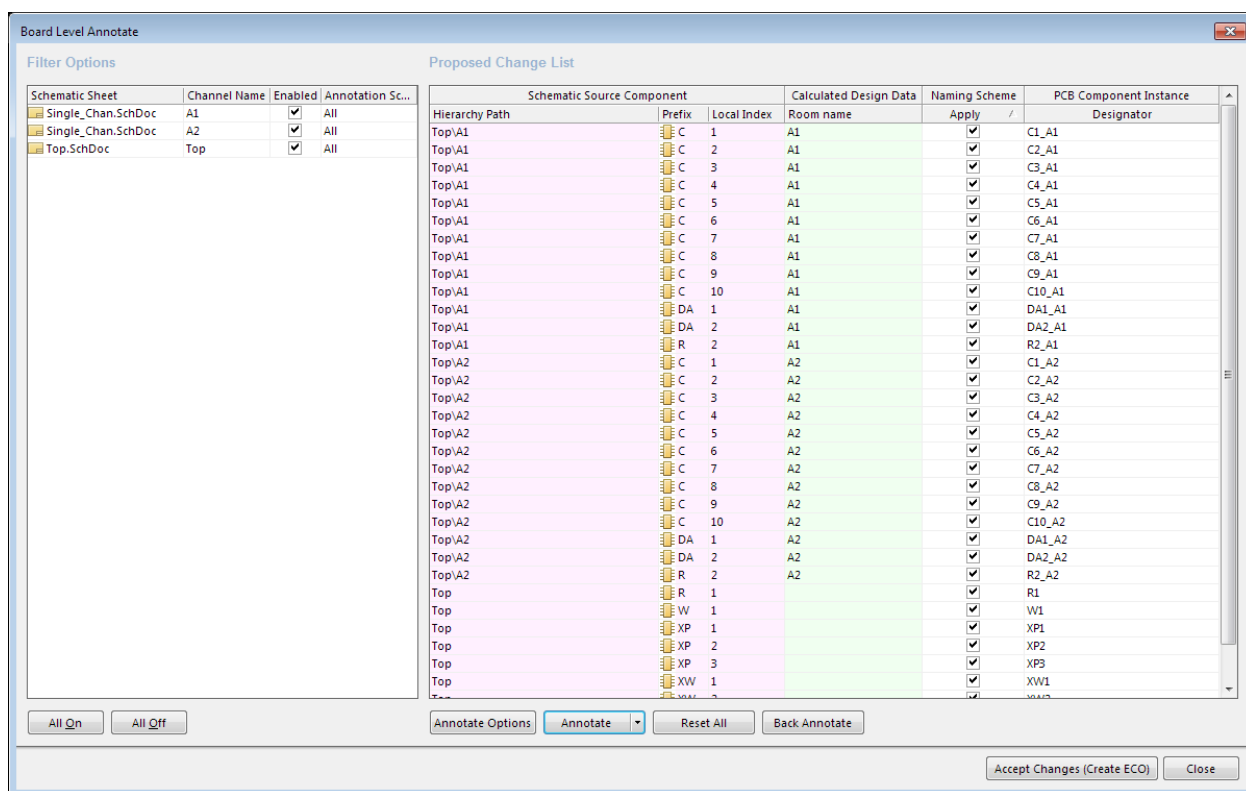 Board Level Annotate
Filter Options
Schematic Sheet Channel Name Enabled Annotation Sc...
Single_Chan.SchDoc A1 All
Single_Chan.SchDoc A2 All
Top.SchDoc Top All
All On All Off
Proposed Change List
Schematic Source Component Calculated Design Data Naming Scheme PCB Component Instance
Hierarchy Path Prefix Local Index Room name Apply / Designator
Top\A1 C 1 A1 C1_A1
Top\A1 C 2 A1 C2_A1
Top\A1 C 3 A1 C3_A1
Top\A1 C 4 A1 C4_A1
Top\A1 C 5 A1 C5_A1
Top\A1 C 6 A1 C6_A1
Top\A1 C 7 A1 C7_A1
Top\A1 C 8 A1 C8_A1
Top\A1 C 9 A1 C9_A1
Top\A1 C 10 A1 C10_A1
Top\A1 DA 1 A1 DA1_A1
Top\A1 DA 2 A1 DA2_A1
Top\A1 R 2 A1 R2_A1
Top\A2 C 1 A2 C1_A2
Top\A2 C 2 A2 C2_A2
Top\A2 C 3 A2 C3_A2
Top\A2 C 4 A2 C4_A2
Top\A2 C 5 A2 C5_A2
Top\A2 C 6 A2 C6_A2
Top\A2 C 7 A2 C7_A2
Top\A2 C 8 A2 C8_A2
Top\A2 C 9 A2 C9_A2
Top\A2 C 10 A2 C10_A2
Top\A2 DA 1 A2 DA1_A2
Top\A2 DA 2 A2 DA2_A2
Top\A2 R 2 A2 R2_A2
Top R 1 R1
Top W 1 W1
Top XP 1 XP1
Top XP 2 XP2
Top XP 3 XP3
Top XW 1 XW1
Annotate Options Annotate Reset All Back Annotate
Accept Changes (Create ECO) Close